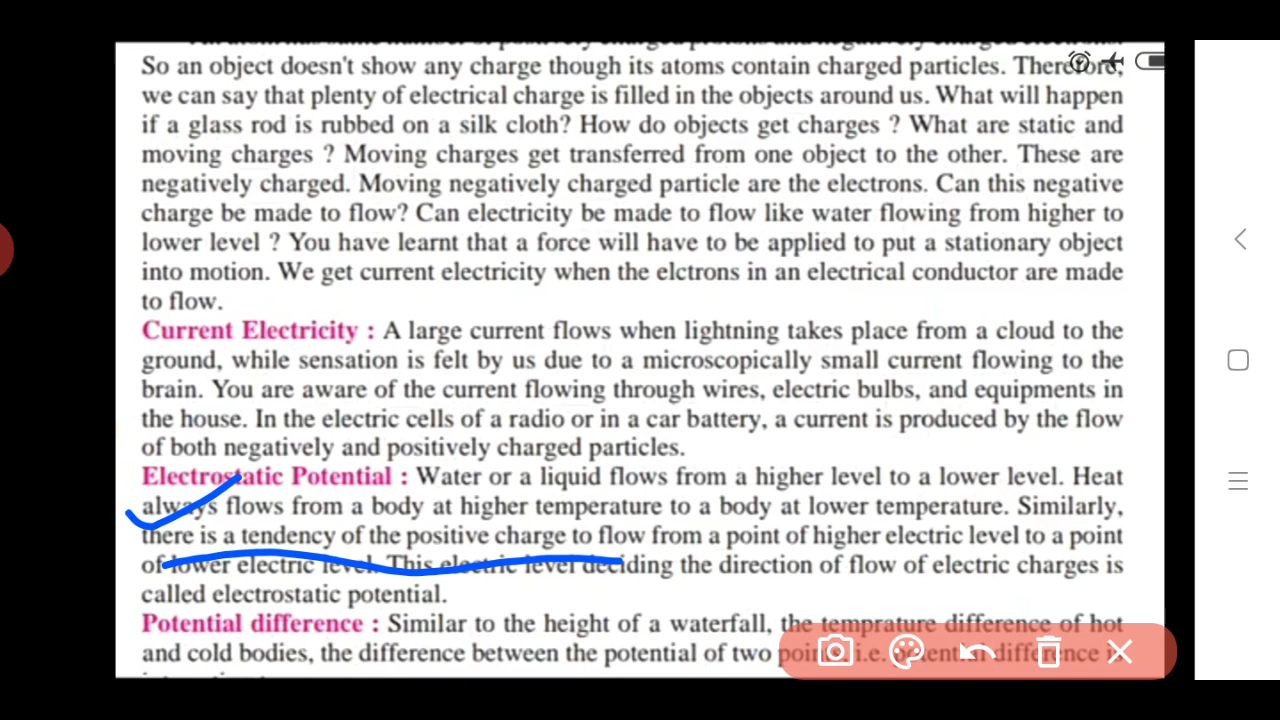 So an object doesn't show any charge though its atoms contain charged particles. Therefore,
we can say that plenty of electrical charge is filled in the objects around us. What will happen
if a glass rod is rubbed on a silk cloth? How do objects get charges ? What are static and
moving charges ? Moving charges get transferred from one object to the other. These are
negatively charged. Moving negatively charged particle are the electrons. Can this negative
charge be made to flow? Can electricity be made to flow like water flowing from higher to
lower level ? You have learnt that a force will have to be applied to put a stationary object
into motion. We get current electricity when the elctrons in an electrical conductor are made
to flow.
Current Electricity : A large current flows when lightning takes place from a cloud to the
ground, while sensation is felt by us due to a microscopically small current flowing to the
brain. You are aware of the current flowing through wires, electric bulbs, and equipments in
the house. In the electric cells of a radio or in a car battery, a current is produced by the flow
of both negatively and positively charged particles.
Electrostatic Potential : Water or a liquid flows from a higher level to a lower level. Heat
always flows from a body at higher temperature to a body at lower temperature. Similarly,
there is a tendency of the positive charge to flow from a point of higher electric level to a point
of lower electric level. This electric level deciding the direction of flow of electric charges is
called electrostatic potential.
Potential difference : Similar to the height of a waterfall, the temprature difference of hot
and cold bodies, the difference between the potential of two points i.e. potential difference is